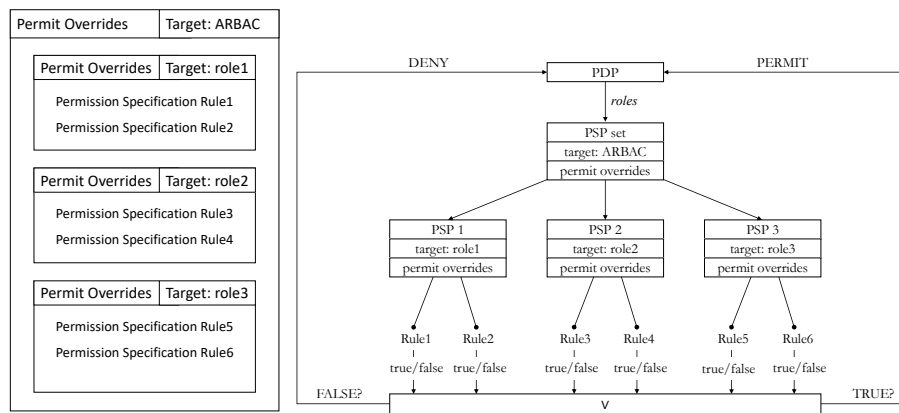 Permit Overrides Target: ARBAC
Permit Overrides Target: role1
Permission Specification Rule1
Permission Specification Rule2
Permit Overrides Target: role2
Permission Specification Rule3
Permission Specification Rule4
Permit Overrides Target: role3
Permission Specification Rule5
Permission Specification Rule6
DENY PDP PERMIT
roles
PSP set
target: ARBAC
permit overrides
PSP 1 PSP 2 PSP 3
target: role1 target: role2 target: role3
permit overrides permit overrides permit overrides
Rule1 Rule2 Rule3 Rule4 Rule5 Rule6
true/false true/false true/false true/false true/false true/false
FALSE? TRUE?
∨